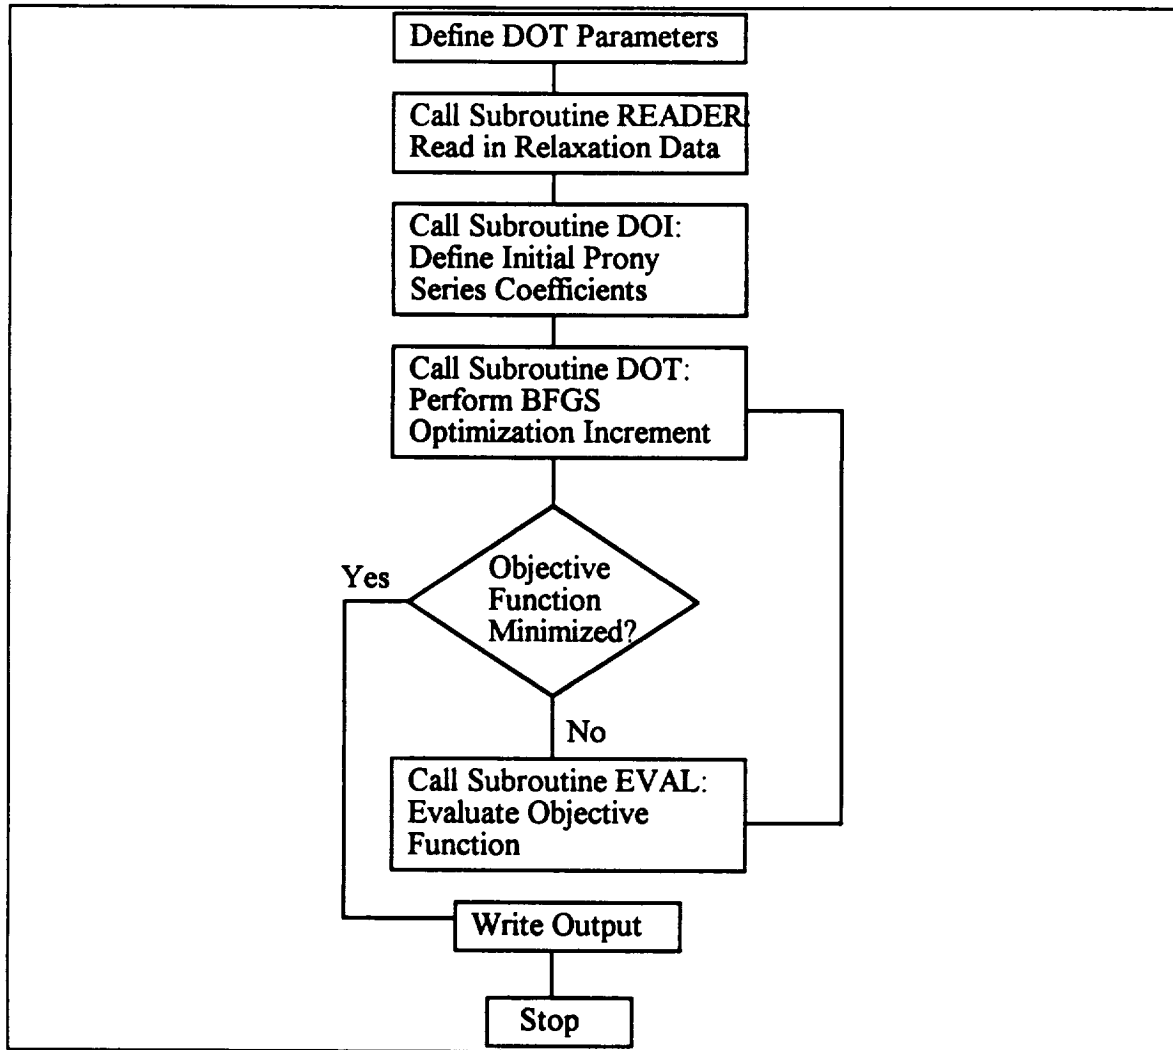 Define DOT Parameters
Call Subroutine READER:
Read in Relaxation Data
Call Subroutine DOI:
Define Initial Prony
Series Coefficients
Call Subroutine DOT:
Perform BFGS
Optimization Increment
Objective
Function
Minimized?
Yes
No
Call Subroutine EVAL:
Evaluate Objective
Function
Write Output
Stop